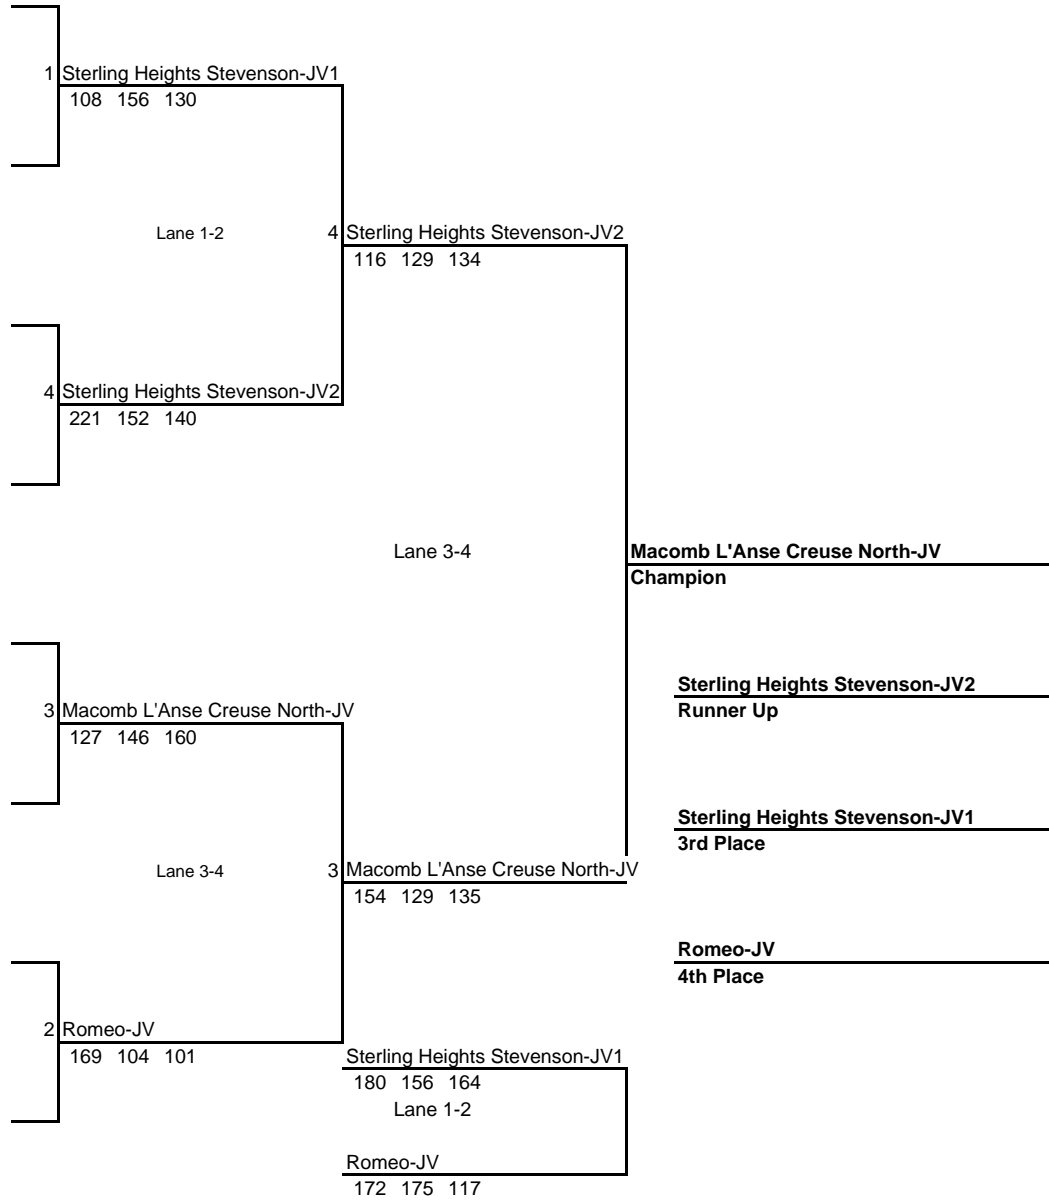 1 Sterling Heights Stevenson-JV1
108 156 130
Lane 1-2
4 Sterling Heights Stevenson-JV2
116 129 134
4 Sterling Heights Stevenson-JV2
221 152 140
Lane 3-4
Macomb L'Anse Creuse North-JV
Champion
Sterling Heights Stevenson-JV2
Runner Up
3 Macomb L'Anse Creuse North-JV
127 146 160
Sterling Heights Stevenson-JV1
3rd Place
Lane 3-4
3 Macomb L'Anse Creuse North-JV
154 129 135
Romeo-JV
4th Place
2 Romeo-JV
169 104 101
Sterling Heights Stevenson-JV1
180 156 164
Lane 1-2
Romeo-JV
172 175 117